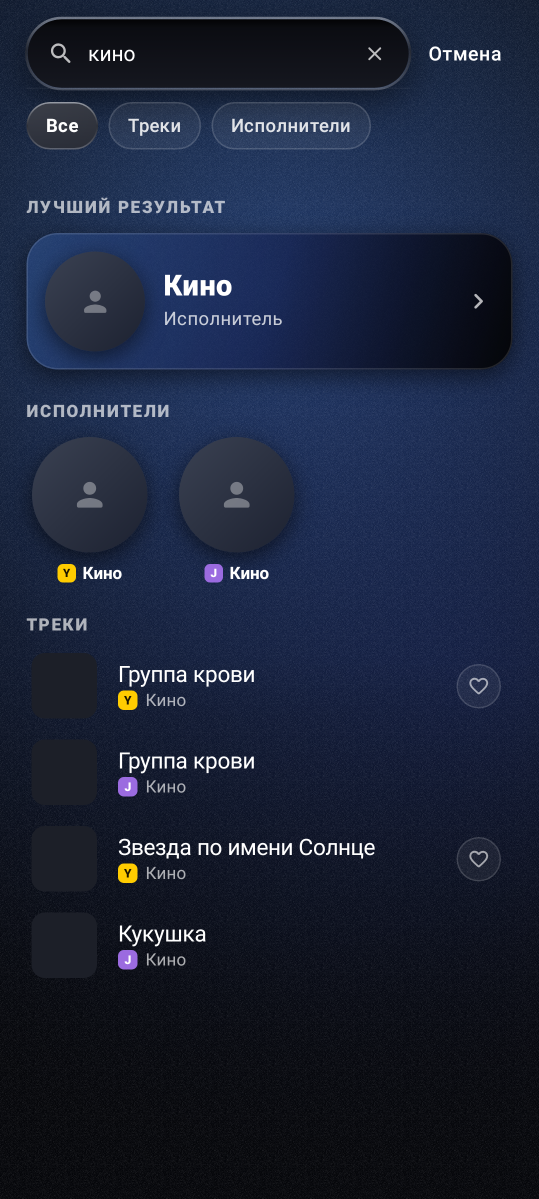 кино
Отмена
Все
Треки
Исполнители
ЛУЧШИЙ РЕЗУЛЬТАТ
Кино
Исполнитель
ИСПОЛНИТЕЛИ
Y Кино
J Кино
ТРЕКИ
Группа крови
Y Кино
Группа крови
J Кино
Звезда по имени Солнце
Y Кино
Кукушка
J Кино